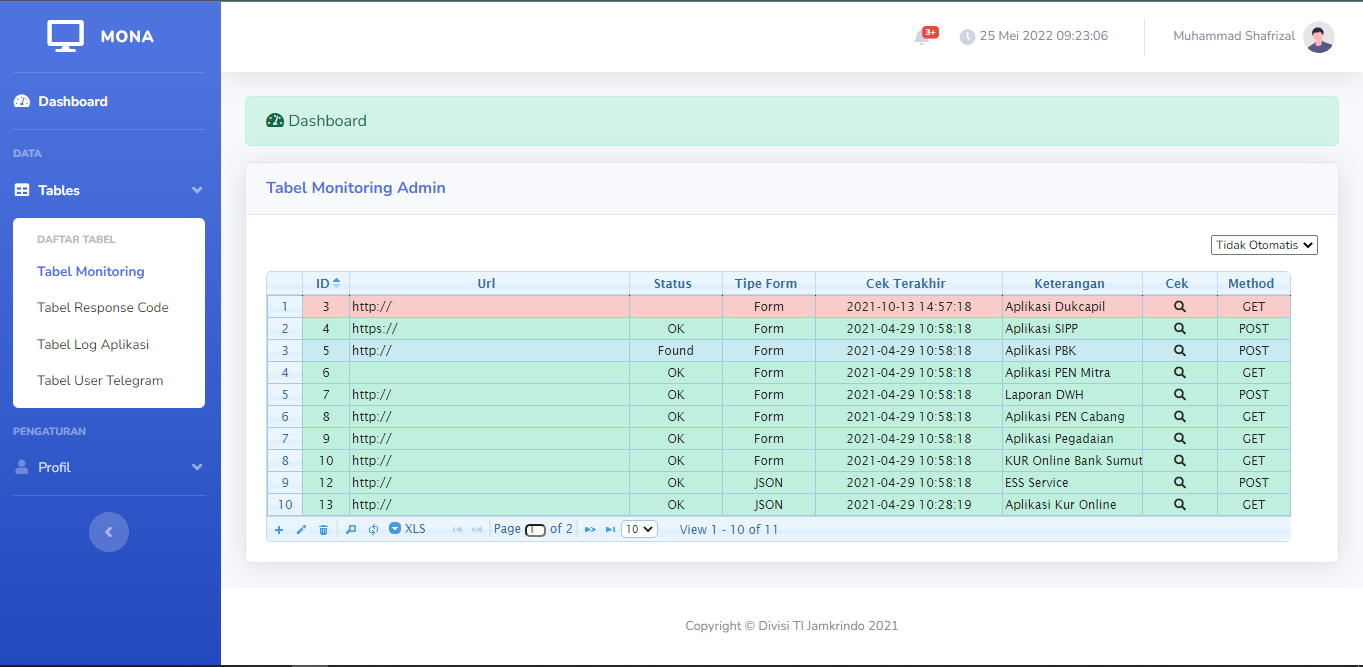 MONA
3+
25 Mei 2022 09:23:06
Muhammad Shafrizal
Dashboard
DATA
Tables
DAFTAR TABEL
Tabel Monitoring
Tabel Response Code
Tabel Log Aplikasi
Tabel User Telegram
PENGATURAN
Profil
Dashboard
Tabel Monitoring Admin
Tidak Otomatis
ID Url Status Tipe Form Cek Terakhir Keterangan Cek Method
1 3 http:// Form 2021-10-13 14:57:18 Aplikasi Dukcapil GET
2 4 https:// OK Form 2021-04-29 10:58:18 Aplikasi SIPP POST
3 5 http:// Found Form 2021-04-29 10:58:18 Aplikasi PBK POST
4 6 OK Form 2021-04-29 10:58:18 Aplikasi PEN Mitra GET
5 7 http:// OK Form 2021-04-29 10:58:18 Laporan DWH POST
6 8 http:// OK Form 2021-04-29 10:58:18 Aplikasi PEN Cabang GET
7 9 http:// OK Form 2021-04-29 10:58:18 Aplikasi Pegadaian GET
8 10 http:// OK Form 2021-04-29 10:58:18 KUR Online Bank Sumut GET
9 12 http:// OK JSON 2021-04-29 10:58:18 ESS Service POST
10 13 http:// OK JSON 2021-04-29 10:28:19 Aplikasi Kur Online GET
XLS Page 1 of 2 10 View 1 - 10 of 11
Copyright © Divisi TI Jamkrindo 2021